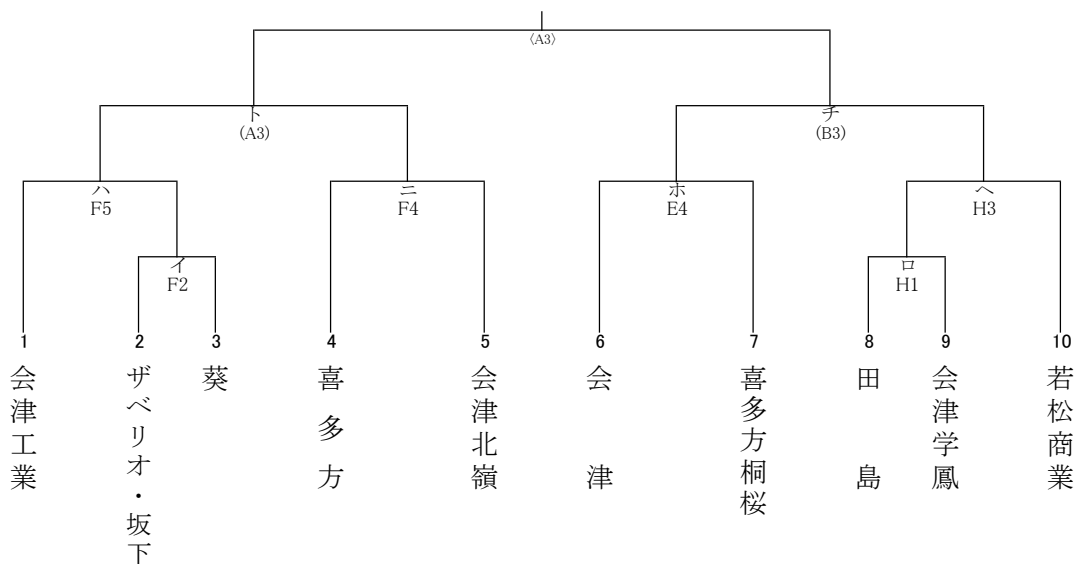 〈A3〉
ト
(A3)
チ
(B3)
ハ
F5
ニ
F4
ホ
E4
ヘ
H3
イ
F2
ロ
H1
1
2
3
4
5
6
7
8
9
10
会津工業
ザベリオ・坂下
葵
喜多方
会津北嶺
会津
喜多方桐桜
田島
会津学鳳
若松商業